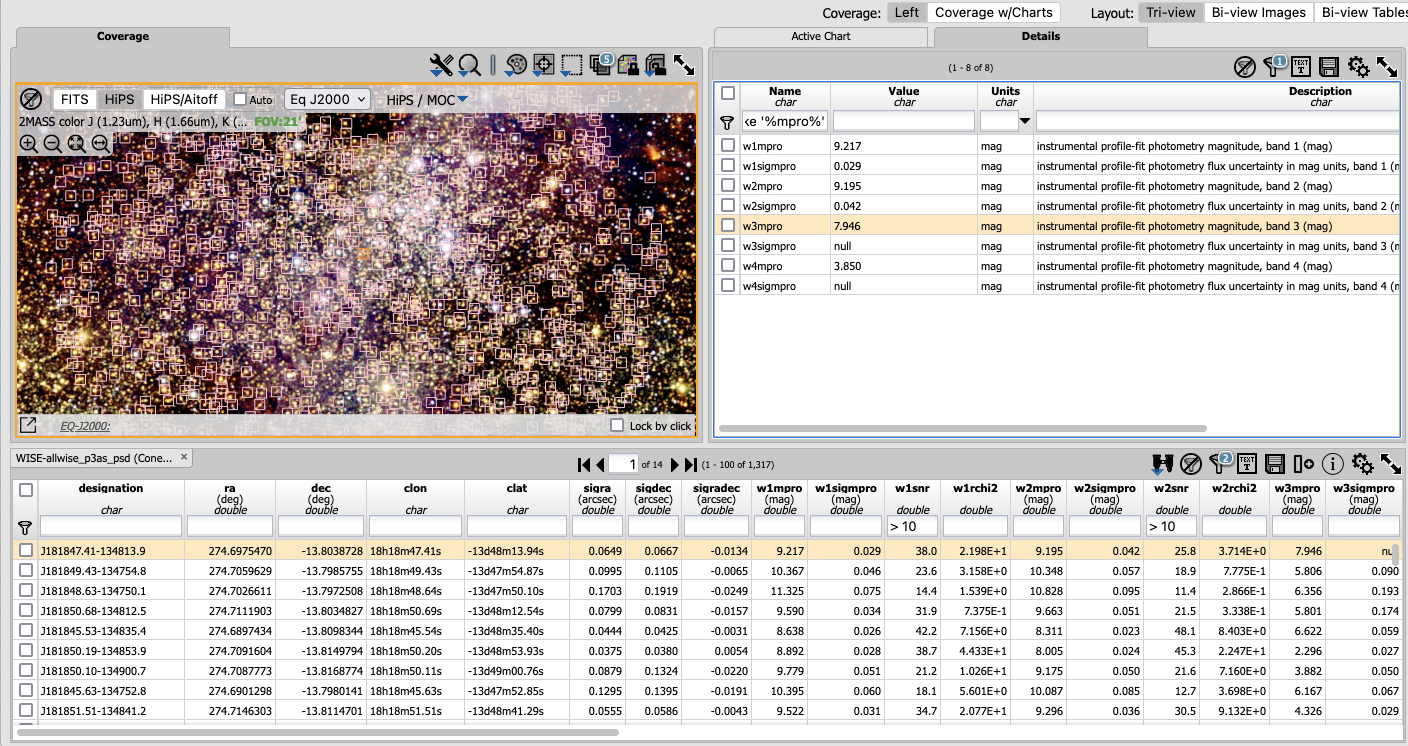 Coverage: Left Coverage w/Charts Layout: Tri-view Bi-view Images Bi-view Tables
Coverage
Active Chart Details
5
(1 - 8 of 8) 1 TEXT T
FITS HiPS HiPS/Aitoff Auto Eq J2000 HiPS / MOC
2MASS color J (1.23um), H (1.66um), K (... FOV:21'
EQ-J2000: Lock by click
Name Value Units Description
char char char char
ke '%mpro%'
w1mpro 9.217 mag instrumental profile-fit photometry magnitude, band 1 (mag)
w1sigmpro 0.029 mag instrumental profile-fit photometry flux uncertainty in mag units, band 1 (m
w2mpro 9.195 mag instrumental profile-fit photometry magnitude, band 2 (mag)
w2sigmpro 0.042 mag instrumental profile-fit photometry flux uncertainty in mag units, band 2 (m
w3mpro 7.946 mag instrumental profile-fit photometry magnitude, band 3 (mag)
w3sigmpro null mag instrumental profile-fit photometry flux uncertainty in mag units, band 3 (m
w4mpro 3.850 mag instrumental profile-fit photometry magnitude, band 4 (mag)
w4sigmpro null mag instrumental profile-fit photometry flux uncertainty in mag units, band 4 (m
WISE-allwise_p3as_psd (Cone... × 1 of 14 (1 - 100 of 1,317) 2 TEXT T
designation ra dec clon clat sigra sigdec sigradec w1mpro w1sigmpro w1snr w1rchi2 w2mpro w2sigmpro w2snr w2rchi2 w3mpro w3sigmpro
(deg) (deg) (arcsec) (arcsec) (arcsec) (mag) (mag) (mag) (mag) (mag) (mag)
char double double char char double double double double double double double double double double double double double
> 10 > 10
J181847.41-134813.9 274.6975470 -13.8038728 18h18m47.41s -13d48m13.94s 0.0649 0.0667 -0.0134 9.217 0.029 38.0 2.198E+1 9.195 0.042 25.8 3.714E+0 7.946 nu
J181849.43-134754.8 274.7059629 -13.7985755 18h18m49.43s -13d47m54.87s 0.0995 0.1105 -0.0065 10.367 0.046 23.6 3.158E+0 10.348 0.057 18.9 7.775E-1 5.806 0.090
J181848.63-134750.1 274.7026611 -13.7972508 18h18m48.64s -13d47m50.10s 0.1703 0.1919 -0.0249 11.325 0.075 14.4 1.539E+0 10.828 0.095 11.4 2.866E-1 6.356 0.193
J181850.68-134812.5 274.7111903 -13.8034827 18h18m50.69s -13d48m12.54s 0.0799 0.0831 -0.0157 9.590 0.034 31.9 7.375E-1 9.663 0.051 21.5 3.338E-1 5.801 0.174
J181845.53-134835.4 274.6897434 -13.8098344 18h18m45.54s -13d48m35.40s 0.0444 0.0425 -0.0031 8.638 0.026 42.2 7.156E+0 8.311 0.023 48.1 8.403E+0 6.622 0.059
J181850.19-134853.9 274.7091604 -13.8149794 18h18m50.20s -13d48m53.93s 0.0375 0.0380 0.0054 8.892 0.028 38.7 4.433E+1 8.005 0.024 45.3 2.247E+1 2.296 0.027
J181850.10-134900.7 274.7087773 -13.8168774 18h18m50.11s -13d49m00.76s 0.0879 0.1324 -0.0220 9.779 0.051 21.2 1.026E+1 9.175 0.050 21.6 7.160E+0 3.882 0.050
J181845.63-134752.8 274.6901298 -13.7980141 18h18m45.63s -13d47m52.85s 0.1295 0.1395 -0.0191 10.395 0.060 18.1 5.601E+0 10.087 0.085 12.7 3.698E+0 6.167 0.067
J181851.51-134841.2 274.7146303 -13.8114701 18h18m51.51s -13d48m41.29s 0.0555 0.0586 -0.0043 9.522 0.031 34.7 2.077E+1 9.296 0.036 30.5 9.132E+0 4.326 0.029